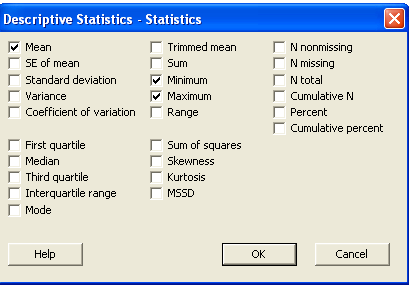 Descriptive Statistics - Statistics
Mean
SE of mean
Standard deviation
Variance
Coefficient of variation
Trimmed mean
Sum
Minimum
Maximum
Range
N nonmissing
N missing
N total
Cumulative N
Percent
Cumulative percent
First quartile
Median
Third quartile
Interquartile range
Mode
Sum of squares
Skewness
Kurtosis
MSSD
Help
OK
Cancel